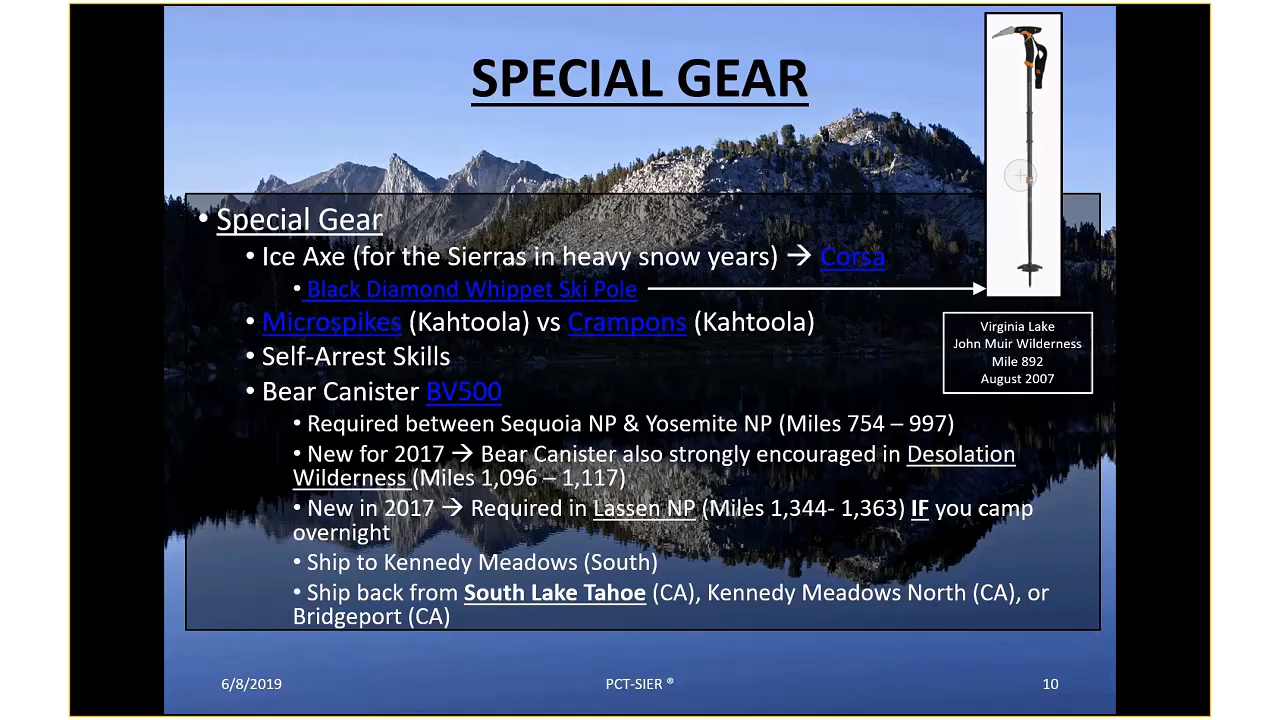 SPECIAL GEAR
• Special Gear
• Ice Axe (for the Sierras in heavy snow years) → Corsa
• Black Diamond Whippet Ski Pole
• Microspikes (Kahtoola) vs Crampons (Kahtoola)
• Self-Arrest Skills
• Bear Canister BV500
• Required between Sequoia NP & Yosemite NP (Miles 754 – 997)
• New for 2017 → Bear Canister also strongly encouraged in Desolation
Wilderness (Miles 1,096 – 1,117)
• New in 2017 → Required in Lassen NP (Miles 1,344- 1,363) IF you camp
overnight
• Ship to Kennedy Meadows (South)
• Ship back from South Lake Tahoe (CA), Kennedy Meadows North (CA), or
Bridgeport (CA)
Virginia Lake
John Muir Wilderness
Mile 892
August 2007
6/8/2019
PCT-SIER ®
10